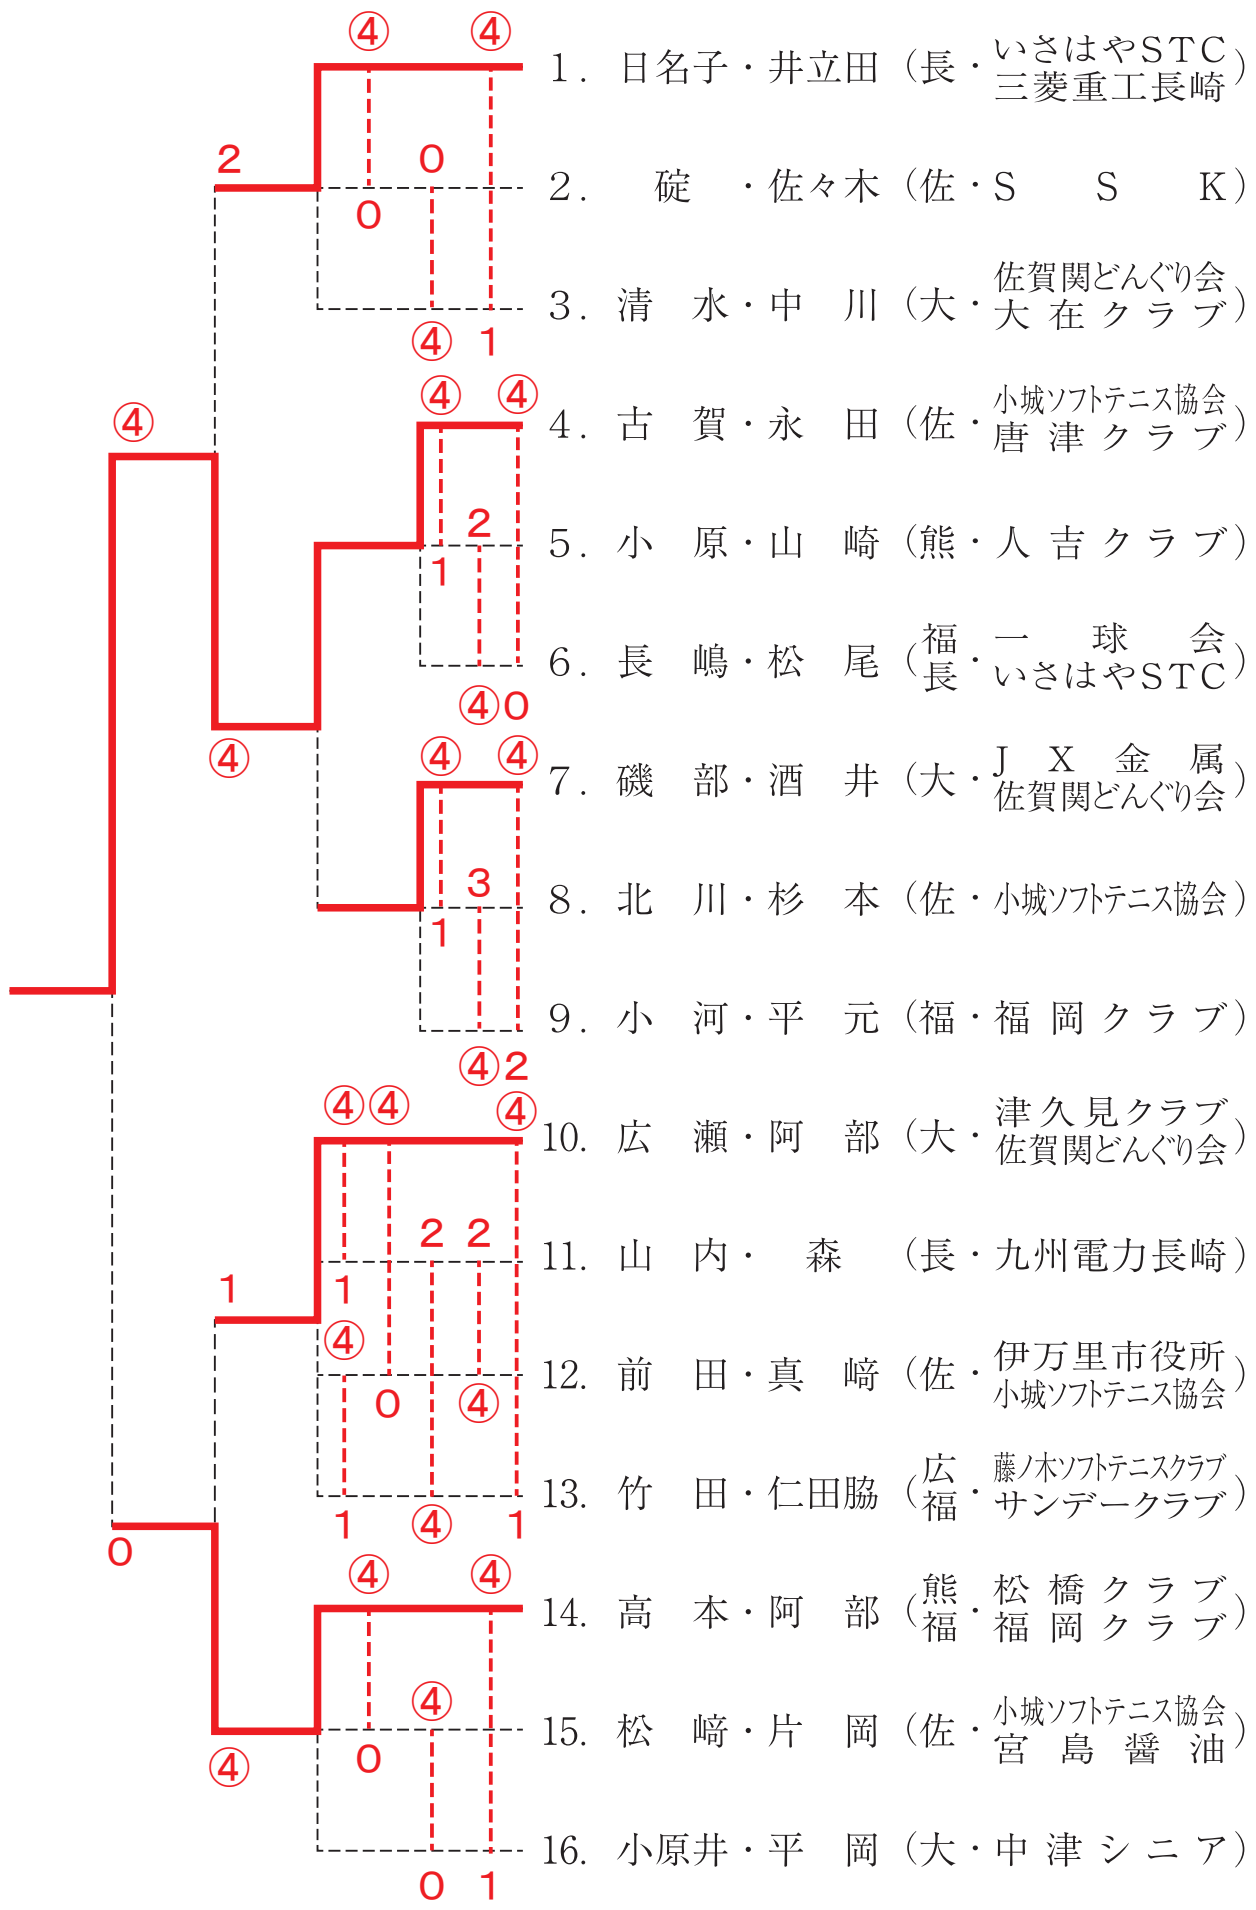 ④ ④
1. 日名子・井立田（長・いさはやSTC
三菱重工長崎）
2 0
2. 碇・佐々木（佐・SSK）
0
3. 清水・中川（大・佐賀関どんぐり会
大在クラブ）
④ 1
④ ④
④
4. 古賀・永田（佐・小城ソフトテニス協会
唐津クラブ）
2
5. 小原・山崎（熊・人吉クラブ）
1
6. 長嶋・松尾（福・一球会
長・いさはやSTC）
④ 0
④ ④ ④
7. 磯部・酒井（大・JX金属
佐賀関どんぐり会）
3
8. 北川・杉本（佐・小城ソフトテニス協会）
1
9. 小河・平元（福・福岡クラブ）
④ 2
④ ④ ④
10. 広瀬・阿部（大・津久見クラブ
佐賀関どんぐり会）
2 2
11. 山内・森（長・九州電力長崎）
1 1
④
12. 前田・真﨑（佐・伊万里市役所
小城ソフトテニス協会）
0 ④
13. 竹田・仁田脇（広・藤ノ木ソフトテニスクラブ
福・サンデークラブ）
1 ④ 1
0
④ ④
14. 高本・阿部（熊・松橋クラブ
福・福岡クラブ）
④
15. 松﨑・片岡（佐・小城ソフトテニス協会
宮島醤油）
④ 0
16. 小原井・平岡（大・中津シニア）
0 1